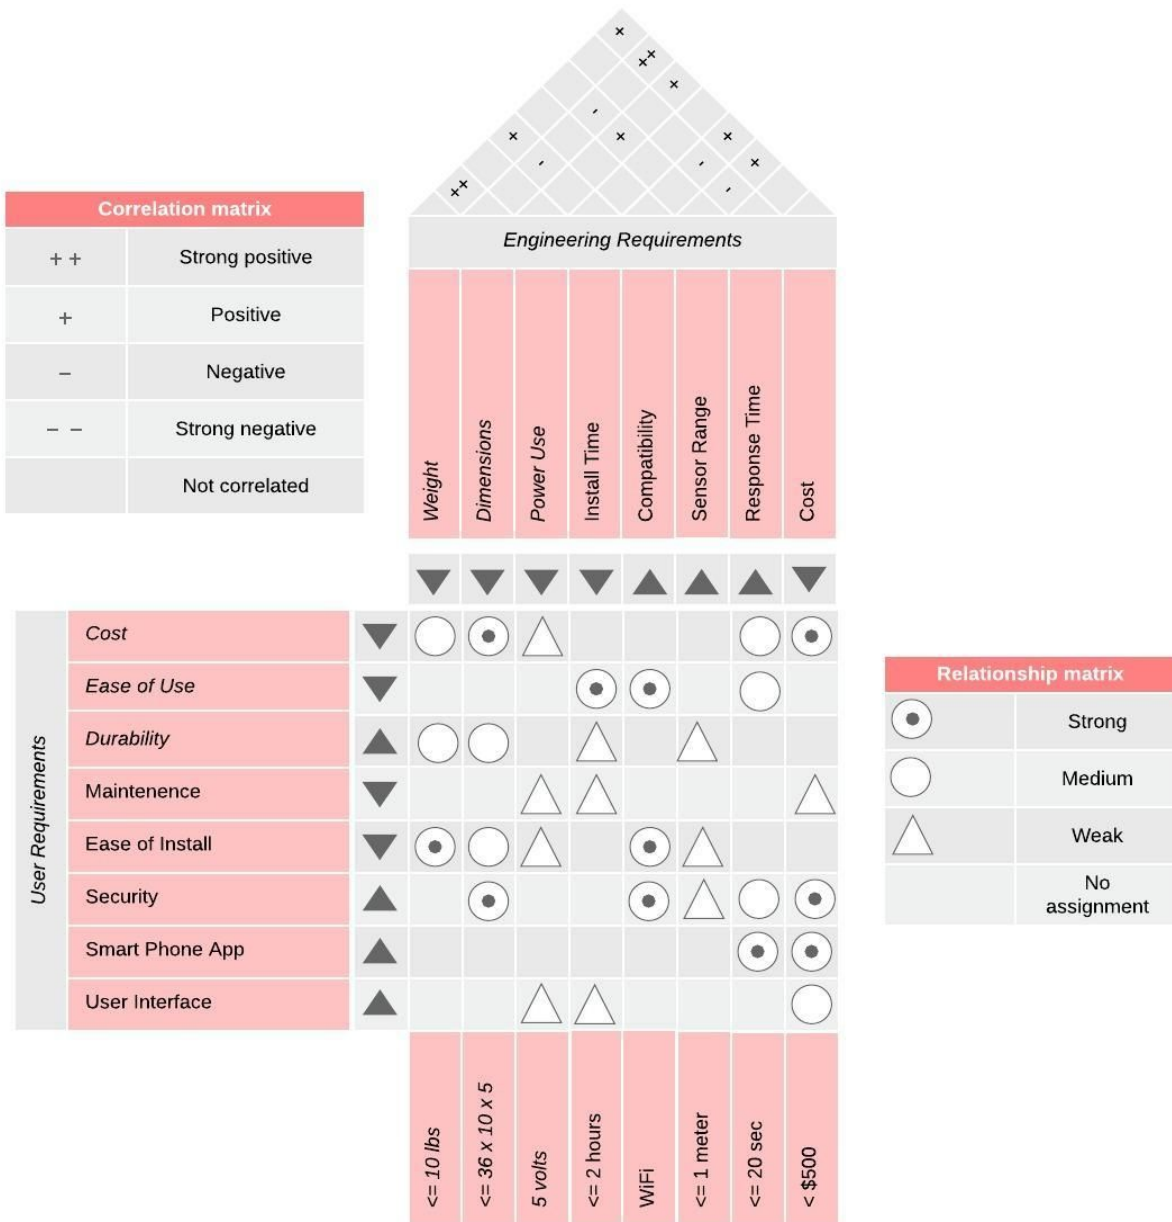 Correlation matrix
+ + Strong positive
+ Positive
− Negative
− − Strong negative
Not correlated
Engineering Requirements
Weight
Dimensions
Power Use
Install Time
Compatibility
Sensor Range
Response Time
Cost
User Requirements
Cost
Ease of Use
Durability
Maintenence
Ease of Install
Security
Smart Phone App
User Interface
<= 10 lbs
<= 36 x 10 x 5
5 volts
<= 2 hours
WiFi
<= 1 meter
<= 20 sec
< $500
Relationship matrix
Strong
Medium
Weak
No
assignment